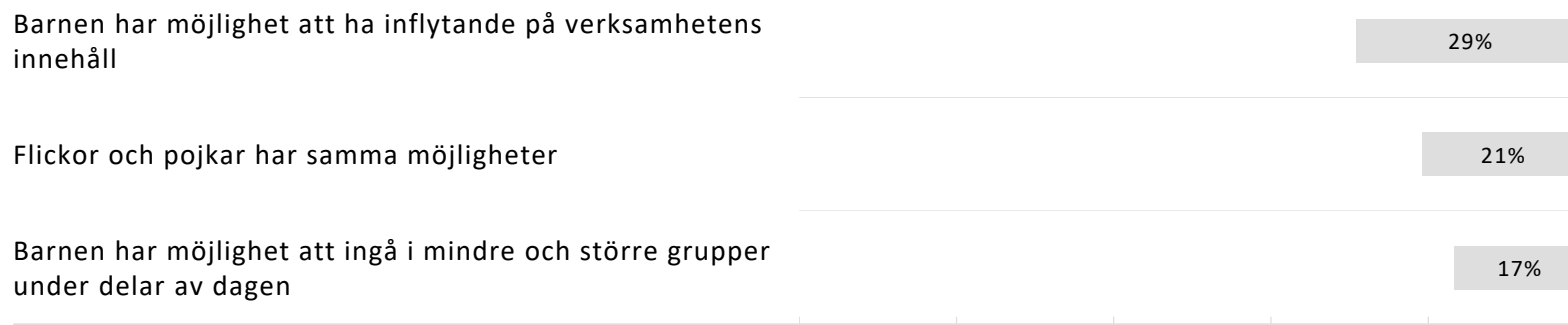 Barnen har möjlighet att ha inflytande på verksamhetens
innehåll
29%
Flickor och pojkar har samma möjligheter
21%
Barnen har möjlighet att ingå i mindre och större grupper
under delar av dagen
17%